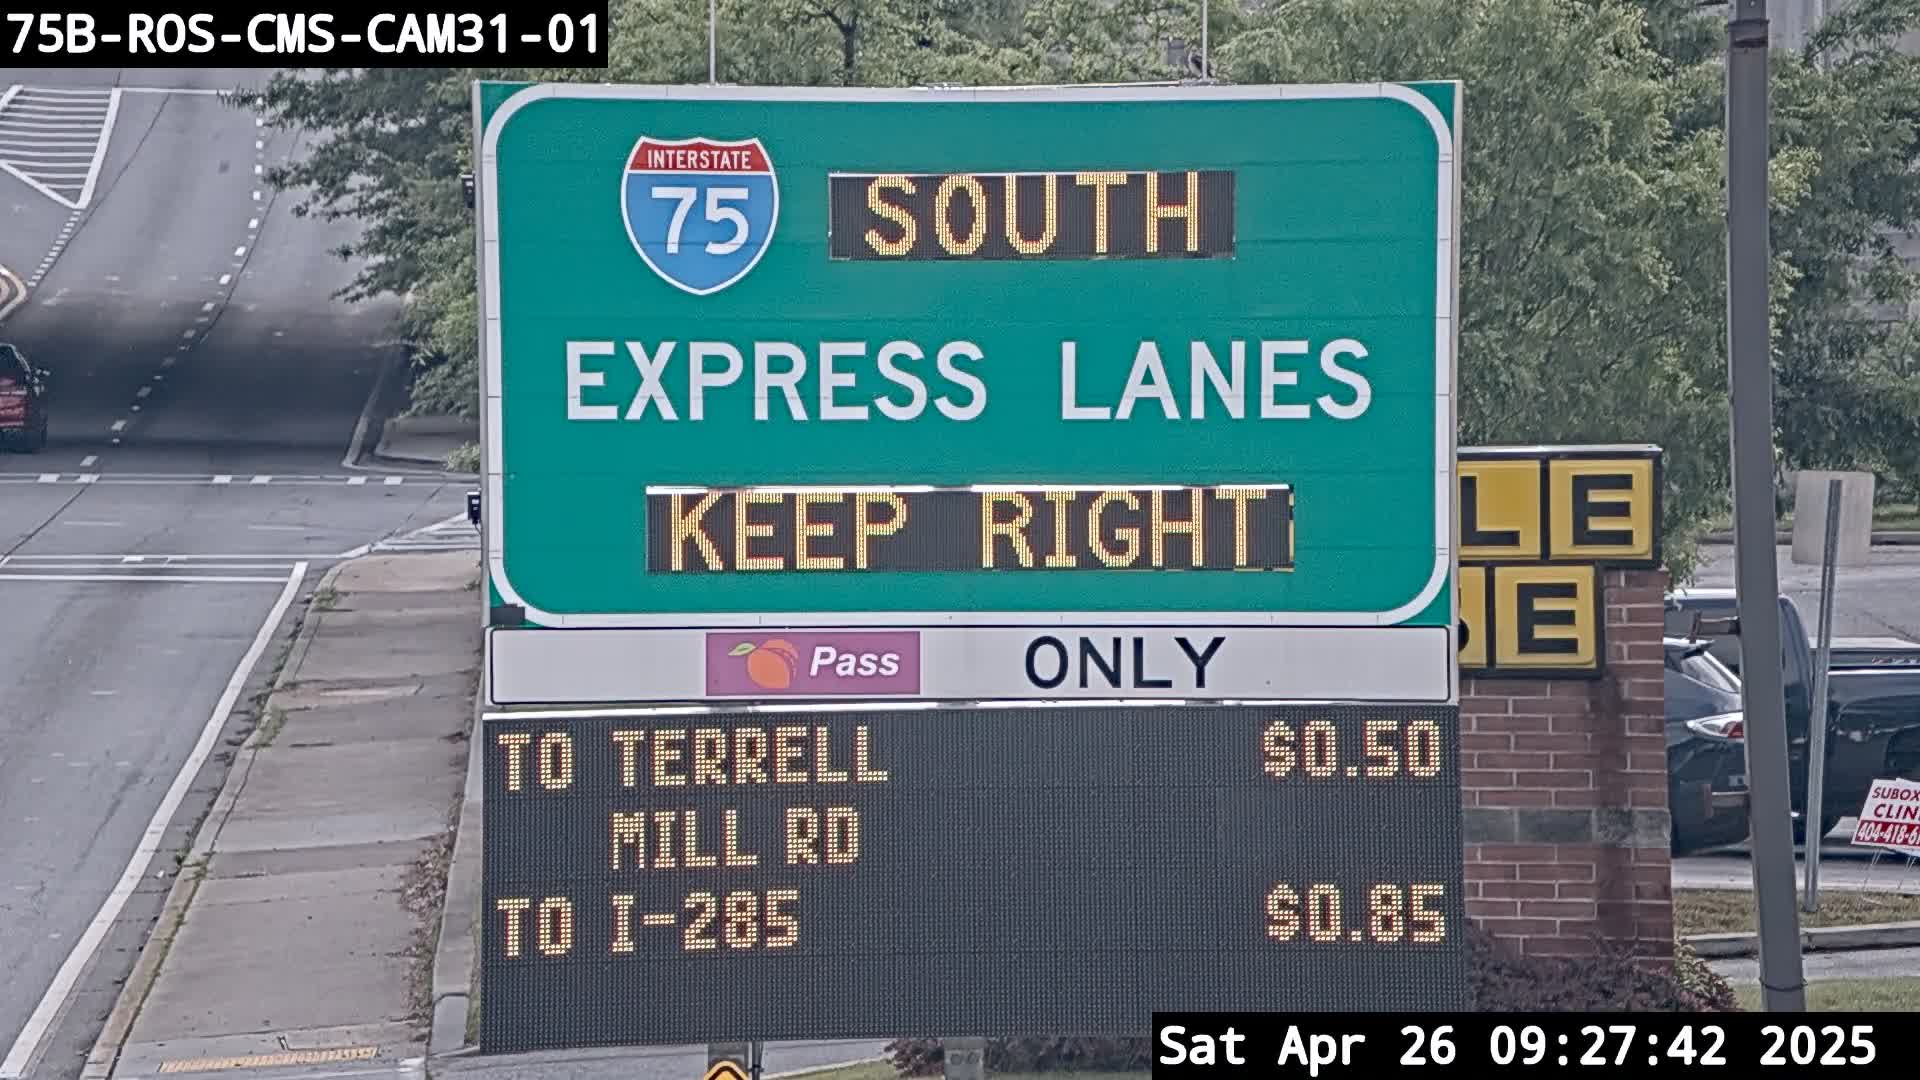 75B-ROS-CMS-CAM31-01
INTERSTATE
75
SOUTH
EXPRESS LANES
KEEP RIGHT
Pass ONLY
TO TERRELL $0.50
MILL RD
TO I-285 $0.85
LE
E
CLIN
Sat Apr 26 09:27:42 2025